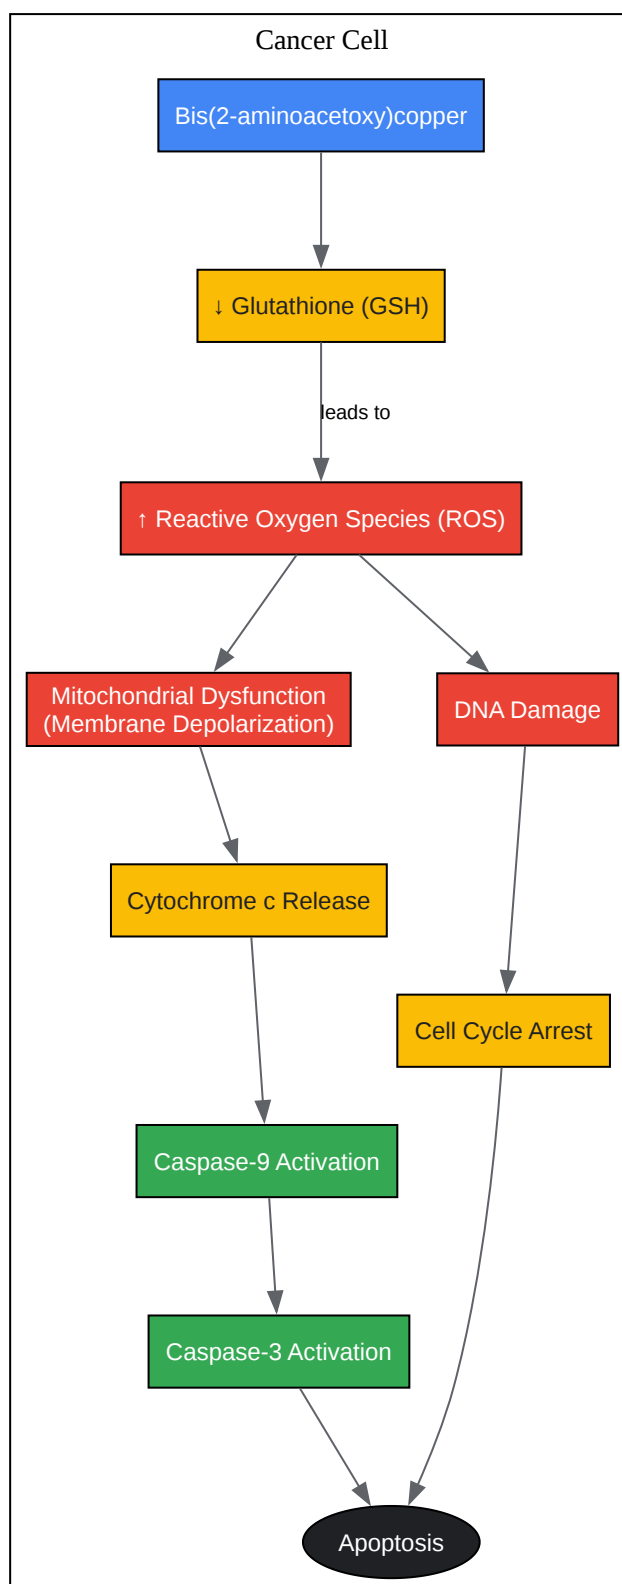 Cancer Cell
Bis(2-aminoacetoxy)copper
↓ Glutathione (GSH)
leads to
↑ Reactive Oxygen Species (ROS)
Mitochondrial Dysfunction
(Membrane Depolarization)
DNA Damage
Cytochrome c Release
Cell Cycle Arrest
Caspase-9 Activation
Caspase-3 Activation
Apoptosis